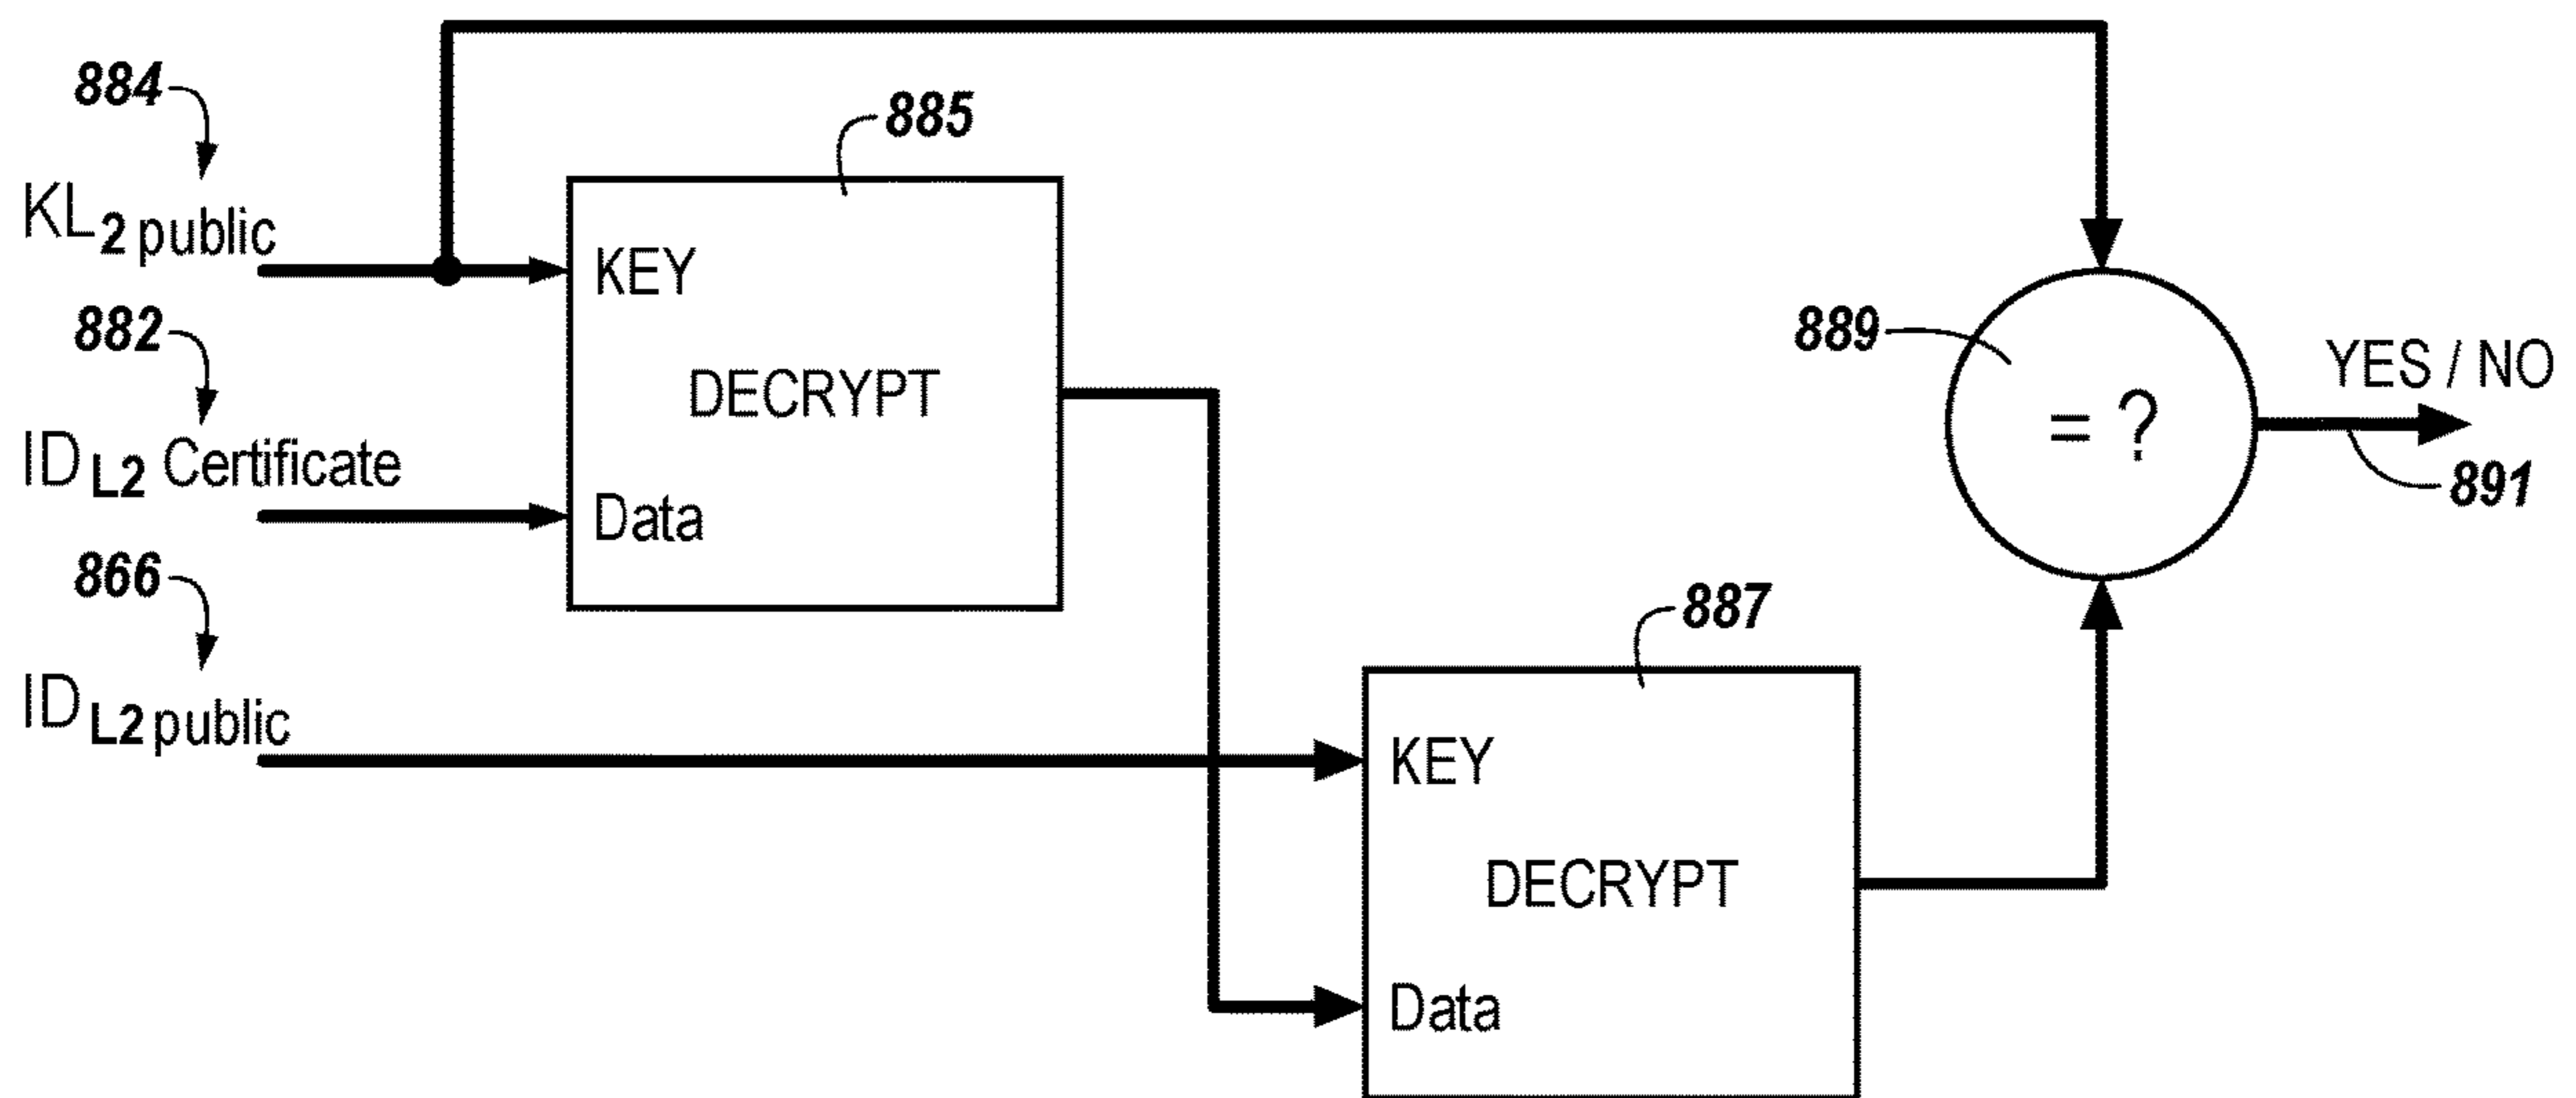 884
885
KL2 public
KEY
882
889
YES / NO
DECRYPT
= ?
IDL2 Certificate
891
Data
866
887
IDL2 public
KEY
DECRYPT
Data